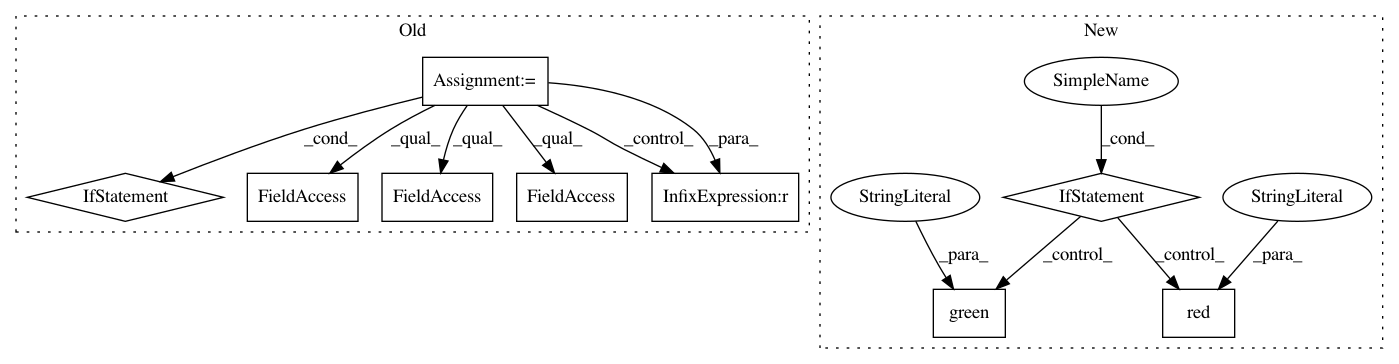 Old
New
Assignment:=
SimpleName
_cond_
_qual_
_qual_
_qual_
_control_
_para_
_cond_
IfStatement
FieldAccess
FieldAccess
FieldAccess
InfixExpression:r
StringLiteral
IfStatement
StringLiteral
_para_
_control_
_control_
_para_
green
red